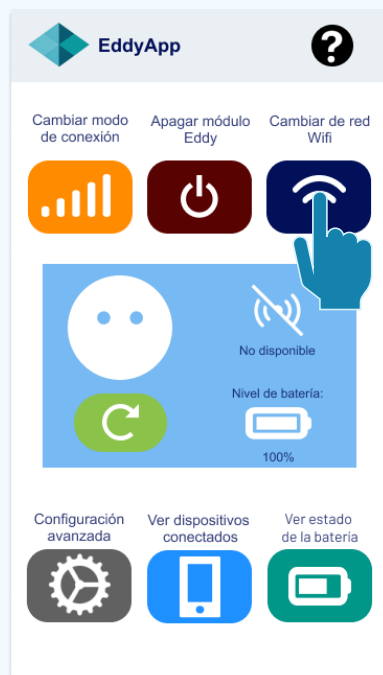 EddyApp
?
Cambiar modo
de conexión
Apagar módulo
Eddy
Cambiar de red
Wifi
No disponible
Nivel de batería:
100%
Configuración
avanzada
Ver dispositivos
conectados
Ver estado
de la batería